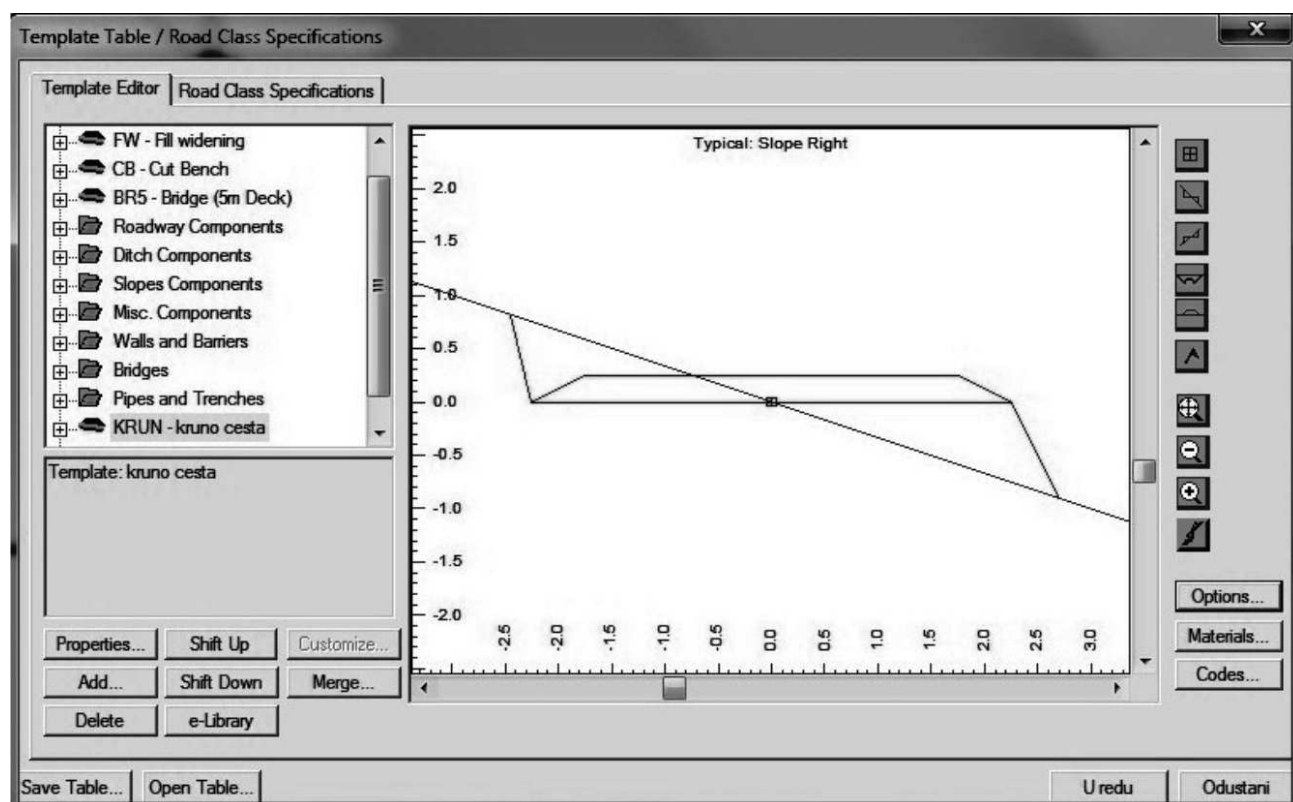 Template Table / Road Class Specifications
Template Editor
Road Class Specifications
FW - Fill widening
CB - Cut Bench
BR5 - Bridge (5m Deck)
Roadway Components
Ditch Components
Slopes Components
Misc. Components
Walls and Barriers
Bridges
Pipes and Trenches
KRUN - kruno cesta
Template: kruno cesta
Properties...
Shift Up
Customize...
Add...
Shift Down
Merge...
Delete
e-Library
Typical: Slope Right
2.0
1.5
1.0
0.5
0.0
-0.5
-1.0
-1.5
-2.0
-2.5
-2.0
-1.5
-1.0
-0.5
0.0
0.5
1.0
1.5
2.0
2.5
3.0
Options...
Materials...
Codes...
Save Table...
Open Table...
U redu
Odustani